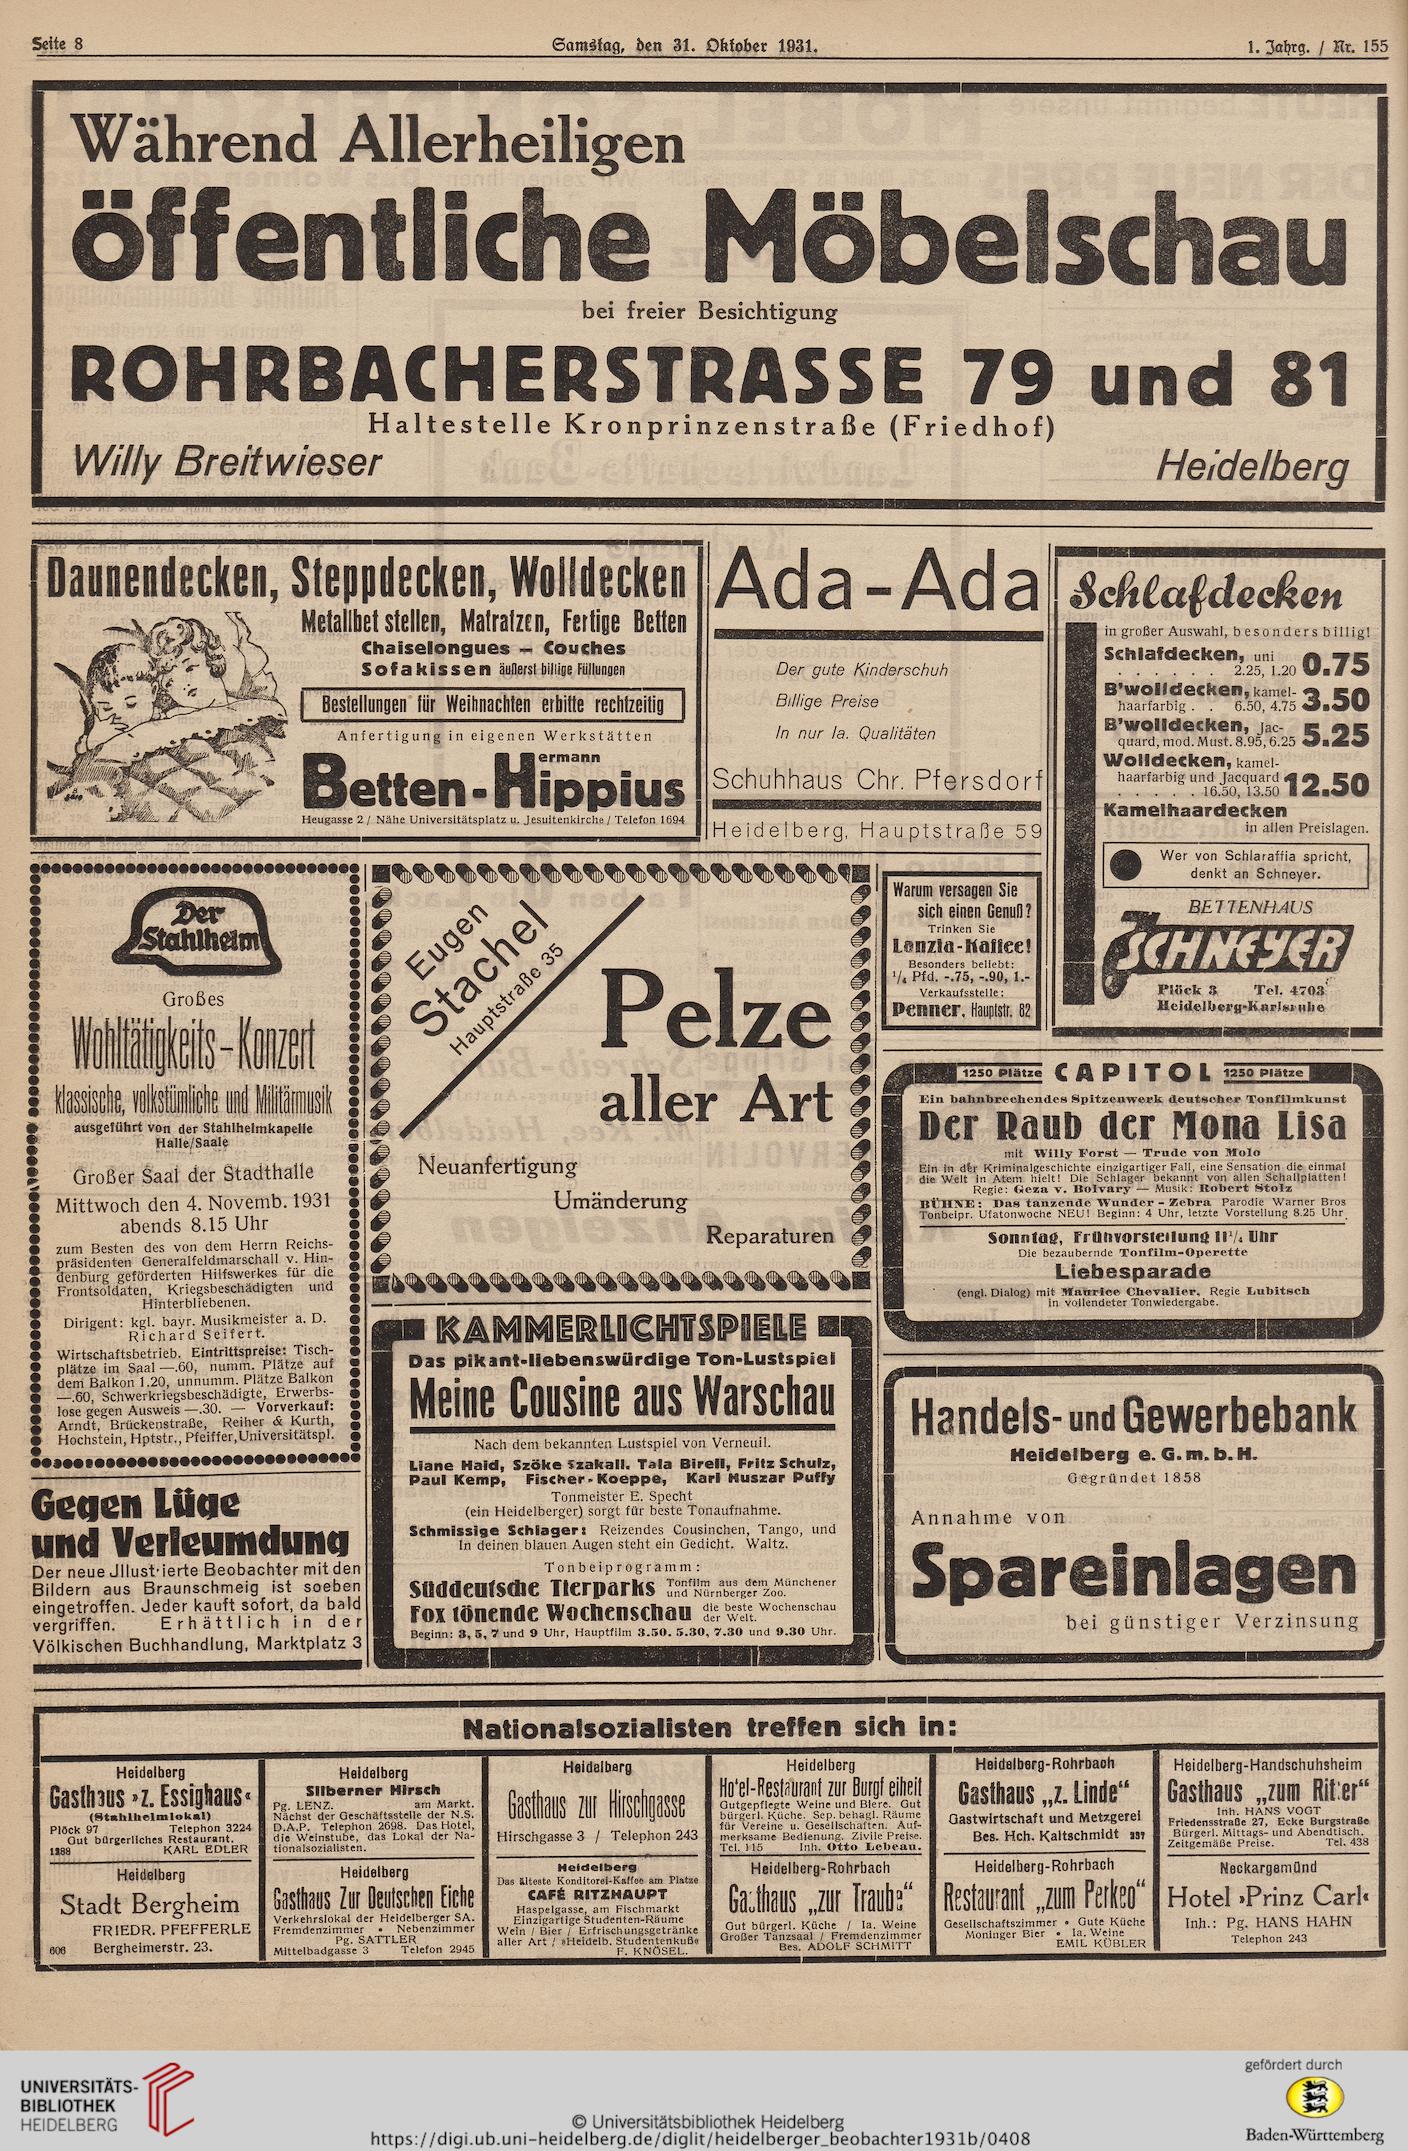 Seite 8
Samstag, den 31. Oktober 1931.
1. Jahrg. / Nr. 155
Während Allerheiligen
öffentliche Möbelschau
bei freier Besichtigung
ROHRBACHERSTRASSE 79 und 81
Haltestelle Kronprinzenstraße (Friedhof)
Willy Breitwieser
Heidelberg
Daunendecken, Steppdecken, Wolldecken
Metallbetstellen, Matratzen, Fertige Betten
Chaiselongues — Couches
Sofakissen äußerst billige Füllungen
Bestellungen für Weihnachten erbitte rechtzeitig
Anfertigung in eigenen Werkstätten
Betten-Hermann Hippius
Heugasse 2 / Nähe Universitätsplatz u. Jesuitenkirche / Telefon 1694
Ada-Ada
Der gute Kinderschuh
Billige Preise
In nur Ia. Qualitäten
Schuhhaus Chr. Pfersdorf
Heidelberg, Hauptstraße 59
Schlafdecken
in großer Auswahl, besonders billig!
Schlafdecken, uni
. . . . . . 2.25, 1.20 0.75
B'wolldecken, kamel-
haarfarbig . . 6.50, 4.75 3.50
B'wolldecken, Jac-
quard, mod. Must. 8.95, 6.25 5.25
Wolldecken, kamel-
haarfarbig und Jacquard
. . . . . 16.50, 13.50 12.50
Kamelhaardecken
in allen Preislagen.
Wer von Schlaraffia spricht,
denkt an Schneyer.
BETTENHAUS
SCHNEYER
Plöck 3 Tel. 4703
Heidelberg-Karlsruhe
Der
Stahlhelm
Großes
Wohltätigkeits-Konzert
klassische, volkstümliche und Militärmusik
ausgeführt von der Stahlhelmkapelle
Halle/Saale
Großer Saal der Stadthalle
Mittwoch den 4. Novemb. 1931
abends 8.15 Uhr
zum Besten des von dem Herrn Reichs-
präsidenten Generalfeldmarschall v. Hin-
denburg geförderten Hilfswerkes für die
Frontsoldaten, Kriegsbeschädigten und
Hinterbliebenen.
Dirigent: kgl. bayr. Musikmeister a. D.
Richard Seifert.
Wirtschaftsbetrieb. Eintrittspreise: Tisch-
plätze im Saal —.60, numm. Plätze auf
dem Balkon 1.20, unnumm. Plätze Balkon
—.60, Schwerkriegsbeschädigte, Erwerbs-
lose gegen Ausweis —.30. — Vorverkauf:
Arndt, Brückenstraße, Reiher & Kurth,
Hochstein, Hptstr., Pfeiffer, Universitätspl.
Gegen Lüge
und Verleumdung
Der neue Jllustrierte Beobachter mit den
Bildern aus Braunschmeig ist soeben
eingetroffen. Jeder kauft sofort, da bald
vergriffen. Erhättlich in der
Völkischen Buchhandlung, Marktplatz 3
Eugen
Stachel
Hauptstraße 35
Pelze
aller Art
Neuanfertigung
Umänderung
Reparaturen
Warum versagen Sie
sich einen Genuß?
Trinken Sie
Lenzia-Kaffee!
Besonders beliebt:
1/4 Pfd. -.75, -.90, 1.-
Verkaufsstelle:
Penner, Hauptstr. 82
KAMMERLICHTSPIELE
Das pikant-liebenswürdige Ton-Lustspiel
Meine Cousine aus Warschau
Nach dem bekannten Lustspiel von Verneuil.
Liane Haid, Szöke Szakall, Tala Birell, Fritz Schulz,
Paul Kemp, Fischer-Koeppe, Karl Huszar Puffy
Tonmeister E. Specht
(ein Heidelberger) sorgt für beste Tonaufnahme.
Schmissige Schlager: Reizendes Cousinchen, Tango, und
In deinen blauen Augen steht ein Gedicht. Waltz.
Tonbeiprogramm:
Süddeutsche Tierparks Tonfilm aus dem Münchener
und Nürnberger Zoo.
Fox tönende Wochenschau die beste Wochenschau
der Welt.
Beginn: 3, 5, 7 und 9 Uhr, Hauptfilm 3.50. 5.30, 7.30 und 9.30 Uhr.
1250 Plätze CAPITOL 1250 Plätze
Ein bahnbrechendes Spitzenwerk deutscher Tonfilmkunst
Der Raub der Mona Lisa
mit Willy Forst — Trude von Molo
Ein in der Kriminalgeschichte einzigartiger Fall, eine Sensation die einmal
die Welt in Atem hielt! Die Schlager bekannt von allen Schallplatten!
Regie: Geza v. Bolvary — Musik: Robert Stolz
BÜHNE: Das tanzende Wunder - Zebra Parodie Warner Bros
Tonbeipr. Ufatonwoche NEU! Beginn: 4 Uhr, letzte Vorstellung 8.25 Uhr
Sonntag, Frühvorstellung 11 1/4 Uhr
Die bezaubernde Tonfilm-Operette
Liebesparade
(engl. Dialog) mit Maurice Chevalier, Regie Lubitsch
in vollendeter Tonwiedergabe.
Handels- und Gewerbebank
Heidelberg e. G. m. b. H.
Gegründet 1858
Annahme von
Spareinlagen
bei günstiger Verzinsung
Nationalsozialisten treffen sich in:
Heidelberg
Gasthaus »z. Essighaus«
(Stahlhelmlokal)
Plöck 97 Telephon 3224
Gut bürgerliches Restaurant.
1288 KARL EDLER
Heidelberg
Silberner Hirsch
Pg. LENZ. am Markt.
Nächst der Geschäftsstelle der N.S.
D.A.P. Telephon 2698. Das Hotel,
die Weinstube, das Lokal der Na-
tionalsozialisten.
Heidelberg
Gasthaus zur Hirschgasse
Hirschgasse 3 / Telephon 243
Heidelberg
Hotel-Restaurant zur Burgfreiheit
Gutgepflegte Weine und Biere. Gut
bürgerl. Küche. Sep. behagl. Räume
für Vereine u. Gesellschaften. Auf-
merksame Bedienung. Zivile Preise.
Tel. 115 Inh. Otto Lebeau.
Heidelberg-Rohrbach
Gasthaus „z. Linde“
Gastwirtschaft und Metzgerei
Bes. Hch. Kaltschmidt
Heidelberg-Handschuhsheim
Gasthaus „zum Ritter“
Inh. HANS VOGT
Friedensstraße 27, Ecke Burgstraße
Bürgerl. Mittags- und Abendtisch.
Zeitgemäße Preise. Tel. 438
Heidelberg
Stadt Bergheim
FRIEDR. PFEFFERLE
606 Bergheimerstr. 23.
Heidelberg
Gasthaus Zur Deutschen Eiche
Verkehrslokal der Heidelberger SA.
Fremdenzimmer • Nebenzimmer
Pg. SATTLER
Mittelbadgasse 3 Telefon 2945
Heidelberg
Das älteste Konditorei-Kaffee am Platze
CAFÉ RITZHAUPT
Haspelgasse, am Fischmarkt
Einzigartige Studenten-Räume
Wein / Bier / Erfrischungsgetränke
aller Art / »Heidelb. Studentenkuß«
F. KNÖSEL.
Heidelberg-Rohrbach
Gasthaus „zur Traube“
Gut bürgerl. Küche / Ia. Weine
Großer Tanzsaal / Fremdenzimmer
Bes. ADOLF SCHMITT
Heidelberg-Rohrbach
Restaurant „zum Perkeo“
Gesellschaftszimmer • Gute Küche
Moninger Bier • Ia. Weine
EMIL KÜBLER
Neckargemünd
Hotel »Prinz Carl«
Inh.: Pg. HANS HAHN
Telephon 243
UNIVERSITÄTS-
BIBLIOTHEK
HEIDELBERG
© Universitätsbibliothek Heidelberg
https://digi.ub.uni-heidelberg.de/diglit/heidelberger_beobachter1931b/0408
gefördert durch
Baden-Württemberg